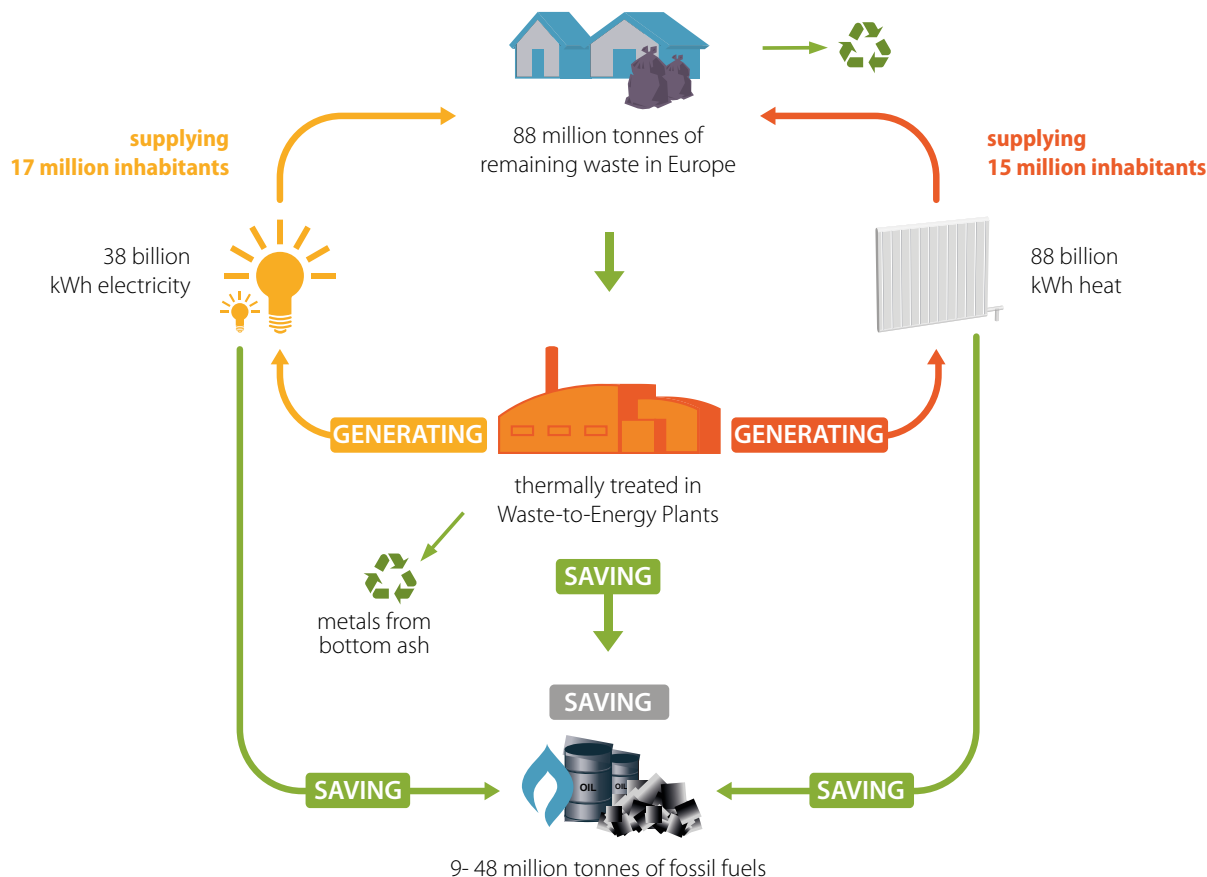 88 million tonnes of
remaining waste in Europe
supplying
17 million inhabitants
supplying
15 million inhabitants
38 billion
kWh electricity
88 billion
kWh heat
GENERATING
GENERATING
thermally treated in
Waste-to-Energy Plants
SAVING
metals from
bottom ash
SAVING
OIL
OIL
SAVING
SAVING
9- 48 million tonnes of fossil fuels